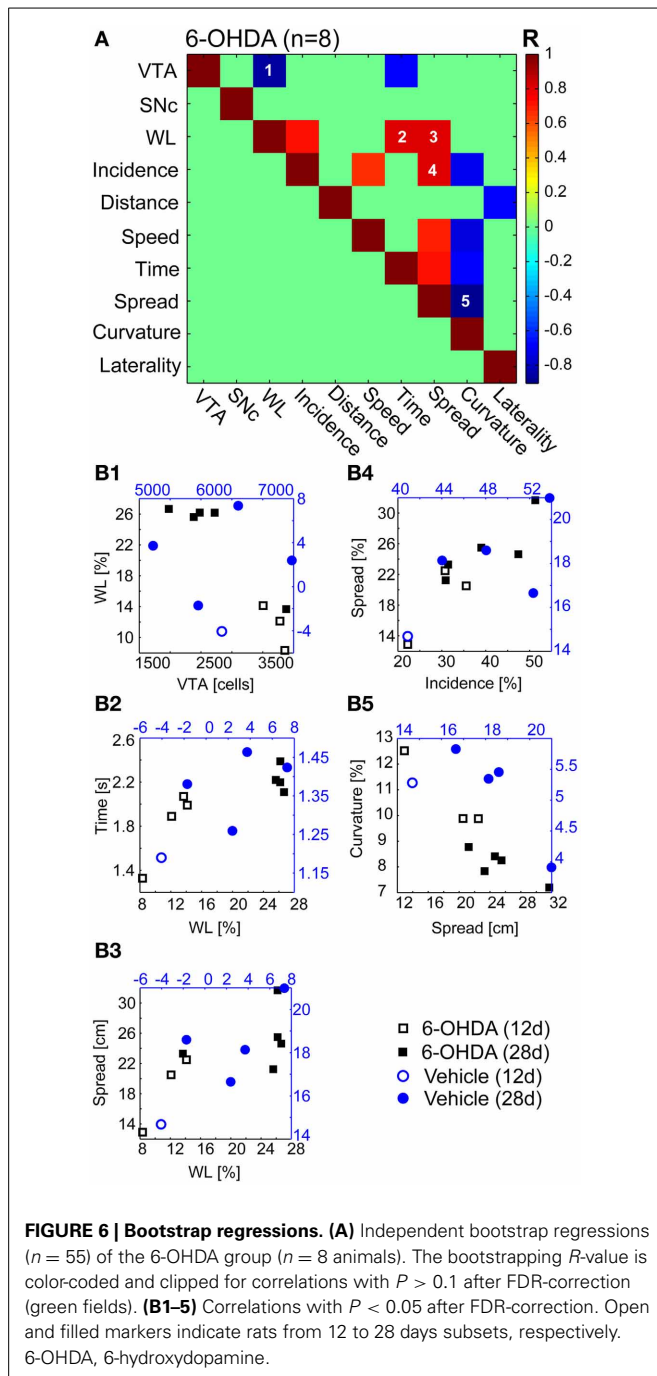 A 6-OHDA (n=8) R
VTA
SNc
WL
Incidence
Distance
Speed
Time
Spread
Curvature
Laterality
1
2 3
4
5
1
0.8
0.6
0.4
0.2
0
-0.2
-0.4
-0.6
-0.8
VTA SNc WL Incidence Distance Speed Time Spread Curvature Laterality
B1
5000 6000 7000
WL [%]
26
22
18
14
10
8
4
0
-4
1500 2500 3500
VTA [cells]
B4
40 44 48 52
Spread [%]
30
26
22
18
14
21
20
18
16
14
20 30 40 50
Incidence [%]
B2
-6 -4 -2 0 2 4 6 8
Time [s]
2.6
2.2
1.8
1.4
1.45
1.35
1.25
1.15
8 12 16 20 24 28
WL [%]
B5
14 16 18 20
Curvature [%]
13
12
11
10
9
8
7
5.5
5
4.5
4
12 16 20 24 28 32
Spread [cm]
B3
-6 -4 -2 0 2 4 6 8
Spread [cm]
30
26
22
18
14
20
18
16
14
8 12 16 20 24 28
WL [%]
6-OHDA (12d)
6-OHDA (28d)
Vehicle (12d)
Vehicle (28d)
FIGURE 6 | Bootstrap regressions. (A) Independent bootstrap regressions
(n = 55) of the 6-OHDA group (n = 8 animals). The bootstrapping R-value is
color-coded and clipped for correlations with P > 0.1 after FDR-correction
(green fields). (B1–5) Correlations with P < 0.05 after FDR-correction. Open
and filled markers indicate rats from 12 to 28 days subsets, respectively.
6-OHDA, 6-hydroxydopamine.